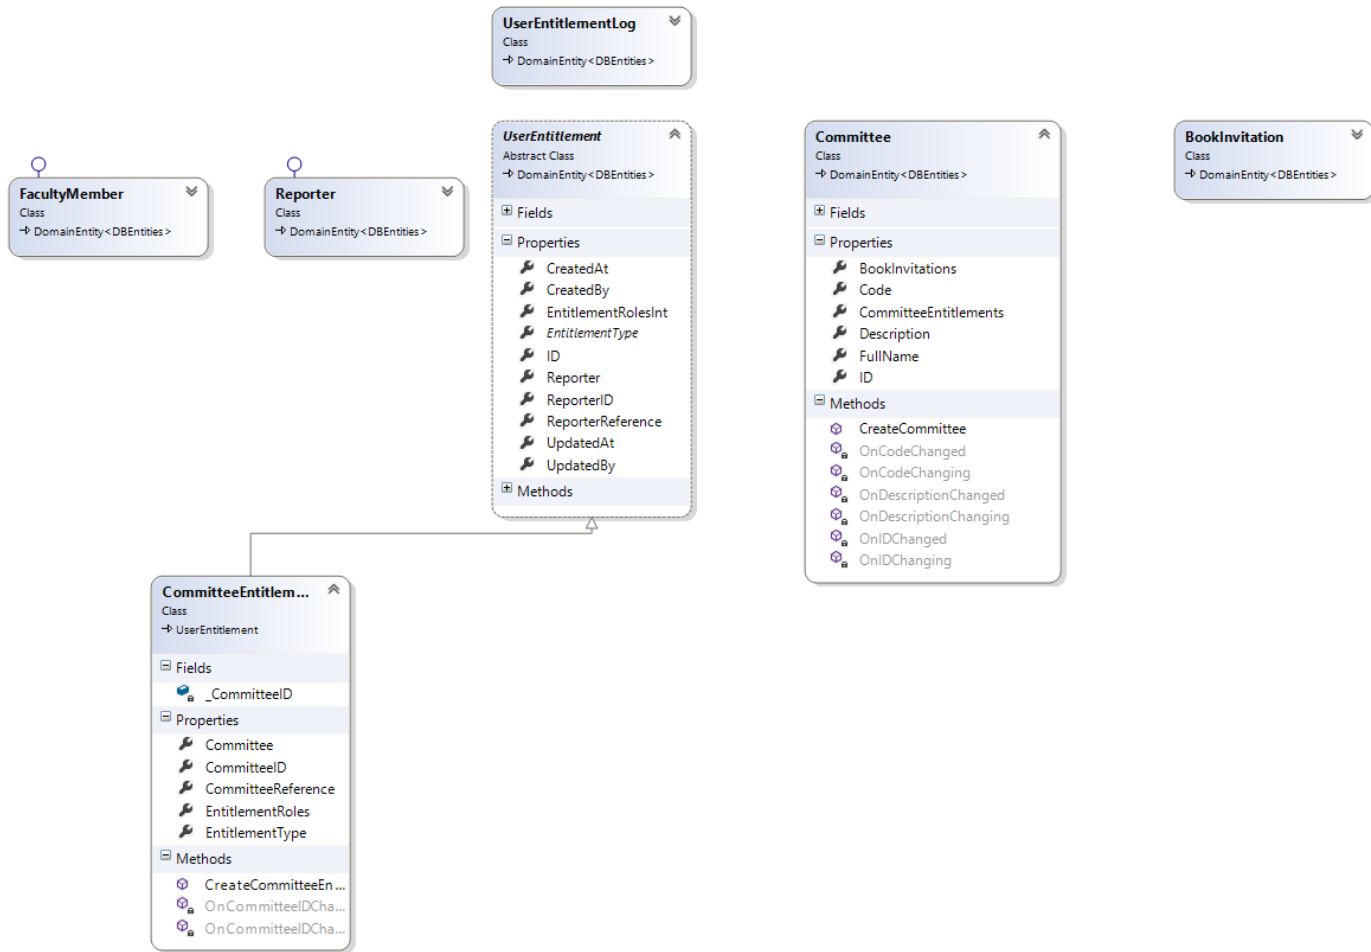 UserEntitlementLog
Class
DomainEntity<DBEntities>
FacultyMember
Class
DomainEntity<DBEntities>
Reporter
Class
DomainEntity<DBEntities>
UserEntitlement
Abstract Class
DomainEntity<DBEntities>
Fields
Properties
CreatedAt
CreatedBy
EntitlementRolesInt
EntitlementType
ID
Reporter
ReporterID
ReporterReference
UpdatedAt
UpdatedBy
Methods
Committee
Class
DomainEntity<DBEntities>
Fields
Properties
BookInvitations
Code
CommitteeEntitlements
Description
FullName
ID
Methods
CreateCommittee
OnCodeChanged
OnCodeChanging
OnDescriptionChanged
OnDescriptionChanging
OnIDChanged
OnIDChanging
BookInvitation
Class
DomainEntity<DBEntities>
CommitteeEntitlem...
Class
UserEntitlement
Fields
_CommitteeID
Properties
Committee
CommitteeID
CommitteeReference
EntitlementRoles
EntitlementType
Methods
CreateCommitteeEn...
OnCommitteeIDCha...
OnCommitteeIDCha...